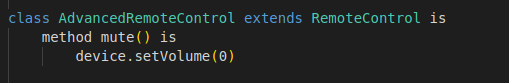 class AdvancedRemoteControl extends RemoteControl is
    method mute() is
        device.setVolume(0)